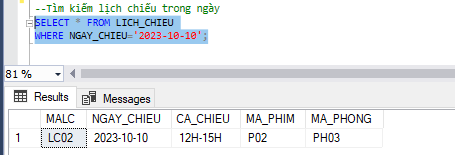 --Tìm kiếm lịch chiếu trong ngày
SELECT * FROM LICH_CHIEU
WHERE NGAY_CHIEU='2023-10-10';
81 %
Results Messages
MALC NGAY_CHIEU CA_CHIEU MA_PHIM MA_PHONG
1 LC02 2023-10-10 12H-15H P02 PH03